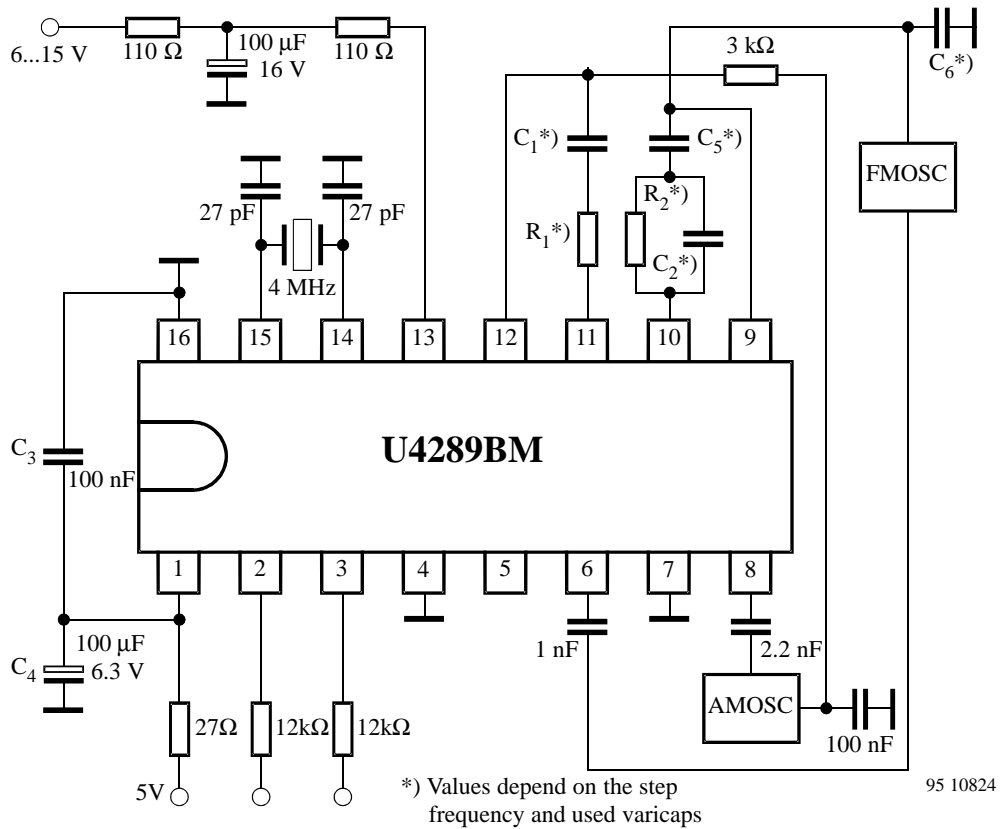 6...15 V
110 Ω
100 μF
16 V
110 Ω
3 kΩ
C6*)
C1*)
C5*)
FMOSC
27 pF
27 pF
R2*)
R1*)
C2*)
4 MHz
16
15
14
13
12
11
10
9
C3
100 nF
U4289BM
1
2
3
4
5
6
7
8
100 μF
6.3 V
C4
1 nF
2.2 nF
AMOSC
27Ω
12kΩ
12kΩ
100 nF
5V
*) Values depend on the step
frequency and used varicaps
95 10824